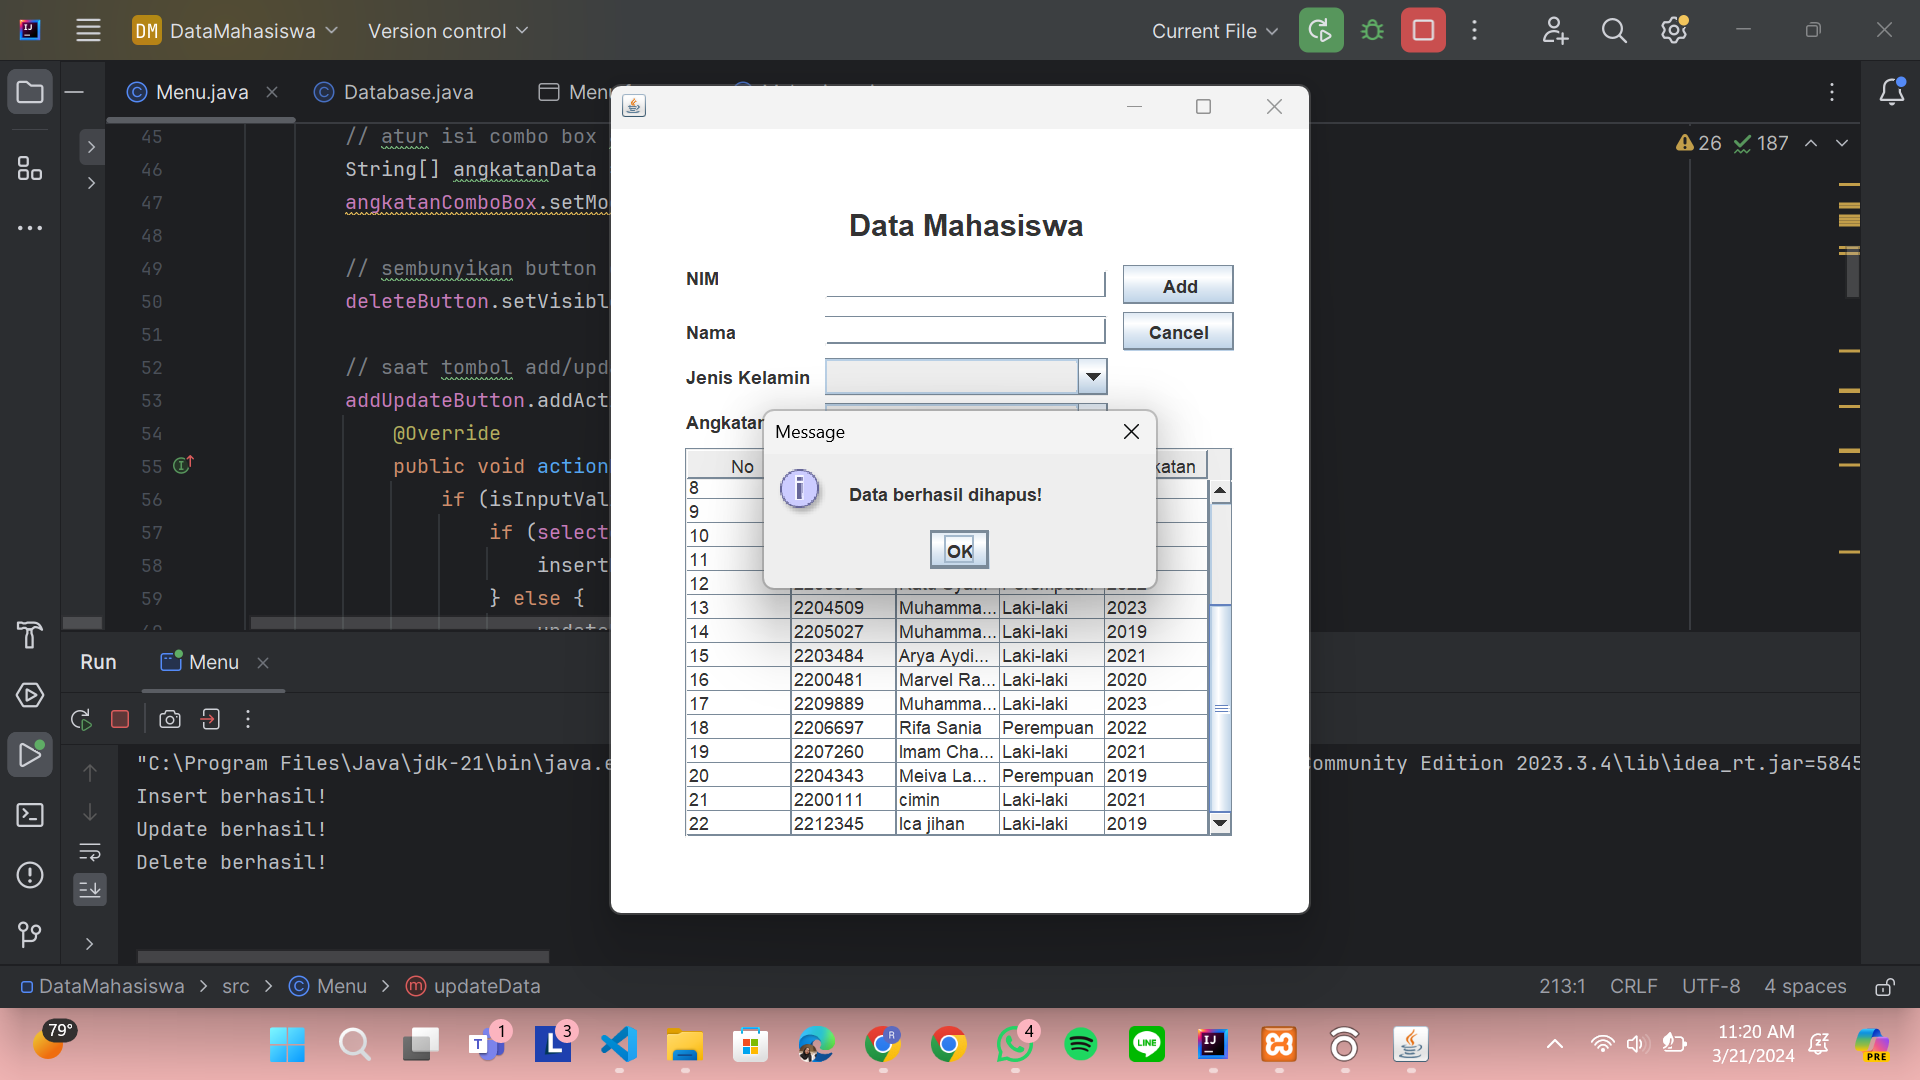 DM DataMahasiswa Version control Current File
Menu.java Database.java Menu
26 187
45 // atur isi combo box
46 String[] angkatanData
47 angkatanComboBox.setMo
48
49 // sembunyikan button
50 deleteButton.setVisibl
51
52 // saat tombol add/upd
53 addUpdateButton.addAct
54 @Override
55 public void action
56 if (isInputVal
57 if (select
58 insert
59 } else {
Data Mahasiswa
NIM
Add
Nama
Cancel
Jenis Kelamin
Angkatan
Message
Data berhasil dihapus!
OK
No katan
8
9
10
11
12
13 2204509 Muhamma... Laki-laki 2023
14 2205027 Muhamma... Laki-laki 2019
15 2203484 Arya Aydi... Laki-laki 2021
16 2200481 Marvel Ra... Laki-laki 2020
17 2209889 Muhamma... Laki-laki 2023
18 2206697 Rifa Sania Perempuan 2022
19 2207260 Imam Cha... Laki-laki 2021
20 2204343 Meiva La... Perempuan 2019
21 2200111 cimin Laki-laki 2021
22 2212345 Ica jihan Laki-laki 2019
Run Menu
"C:\Program Files\Java\jdk-21\bin\java.e ommunity Edition 2023.3.4\lib\idea_rt.jar=5845
Insert berhasil!
Update berhasil!
Delete berhasil!
DataMahasiswa > src > Menu > updateData 213:1 CRLF UTF-8 4 spaces
79°
1
3
4
11:20 AM
3/21/2024
PRE